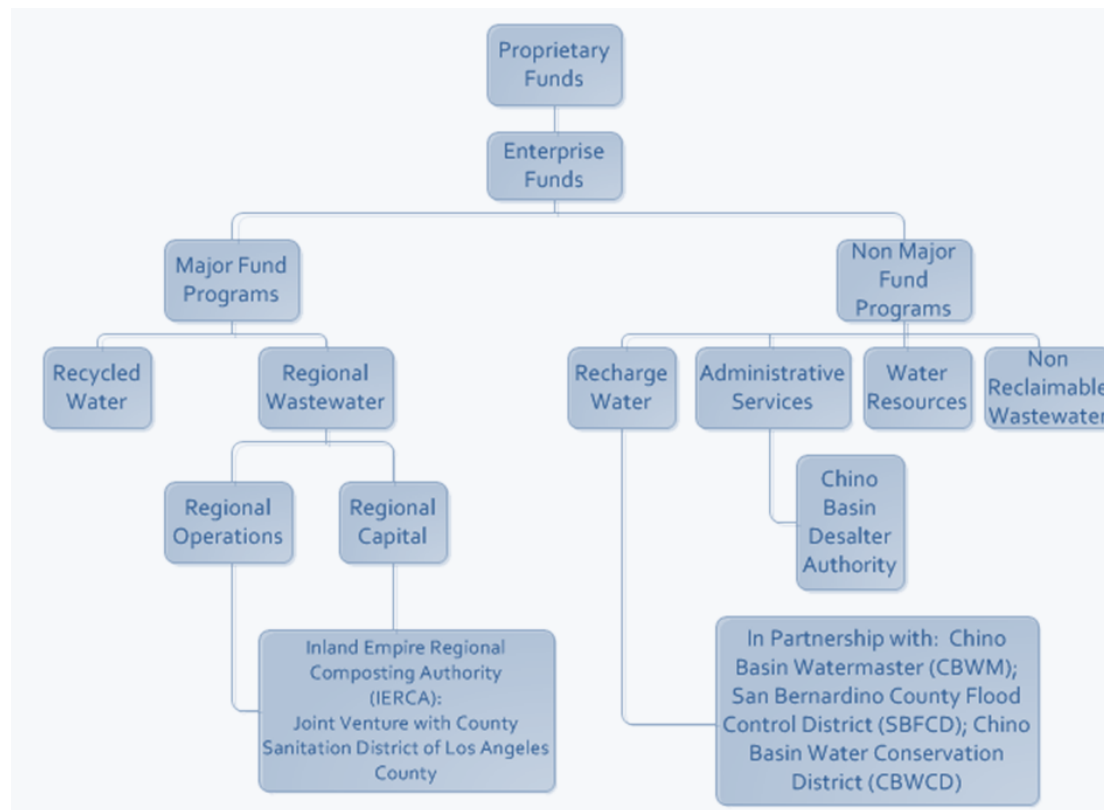 Proprietary
Funds
Enterprise
Funds
Major Fund
Programs
Non Major
Fund
Programs
Recycled
Water
Regional
Wastewater
Recharge
Water
Administrative
Services
Water
Resources
Non
Reclaimable
Wastewater
Regional
Operations
Regional
Capital
Chino
Basin
Desalter
Authority
Inland Empire Regional
Composting Authority
(IERCA):
Joint Venture with County
Sanitation District of Los Angeles
County
In Partnership with:  Chino
Basin Watermaster (CBWM);
San Bernardino County Flood
Control District (SBFCD); Chino
Basin Water Conservation
District (CBWCD)